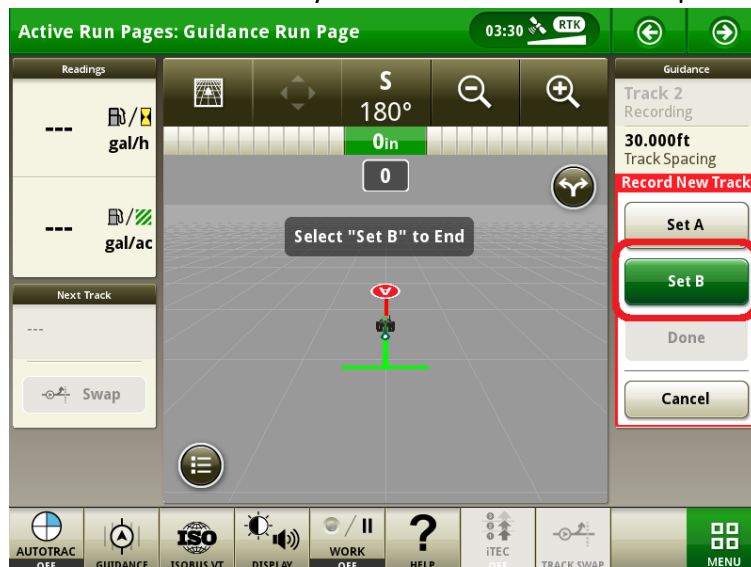 Active Run Pages: Guidance Run Page
03:30
RTK
Readings
---
gal/h
---
gal/ac
Next Track
---
Swap
S
180°
0in
0
Select "Set B" to End
A
Guidance
Track 2
Recording
30.000ft
Track Spacing
Record New Track
Set A
Set B
Done
Cancel
AUTOTRAC
OFF
GUIDANCE
ISO
ISOBUS VT
DISPLAY
WORK
OFF
?
HELP
iTEC
OFF
TRACK SWAP
MENU